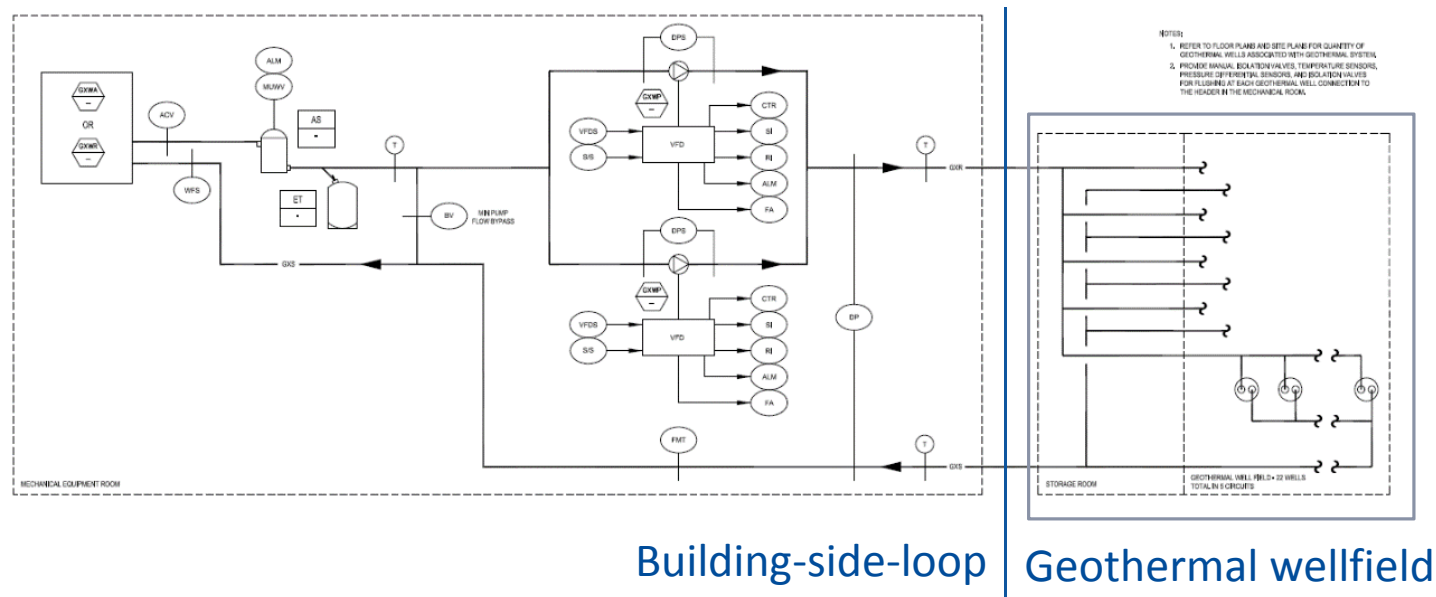 NOTES:
1. REFER TO FLOOR PLANS AND SITE PLANS FOR QUANTITY OF
GEOTHERMAL WELLS ASSOCIATED WITH GEOTHERMAL SYSTEM.
2. PROVIDE MANUAL ISOLATION VALVES, TEMPERATURE SENSORS,
PRESSURE DIFFERENTIAL SENSORS, AND ISOLATION VALVES
FOR FLUSHING AT EACH GEOTHERMAL WELL CONNECTION TO
THE HEADER IN THE MECHANICAL ROOM.
GXWA
–
OR
GXWR
–
ACV
WFS
ALM
MUWV
AS
-
ET
-
T
BV
MIN PUMP
FLOW BYPASS
GXS
DPS
GXWP
–
VFDS
S/S
VFD
CTR
SI
RI
ALM
FA
DPS
GXWP
–
VFDS
S/S
VFD
CTR
SI
RI
ALM
FA
DP
T
GXR
FMT
T
GXS
MECHANICAL EQUIPMENT ROOM
STORAGE ROOM
GEOTHERMAL WELL FIELD - 22 WELLS
TOTAL IN 5 CIRCUITS
Building-side-loop
Geothermal wellfield